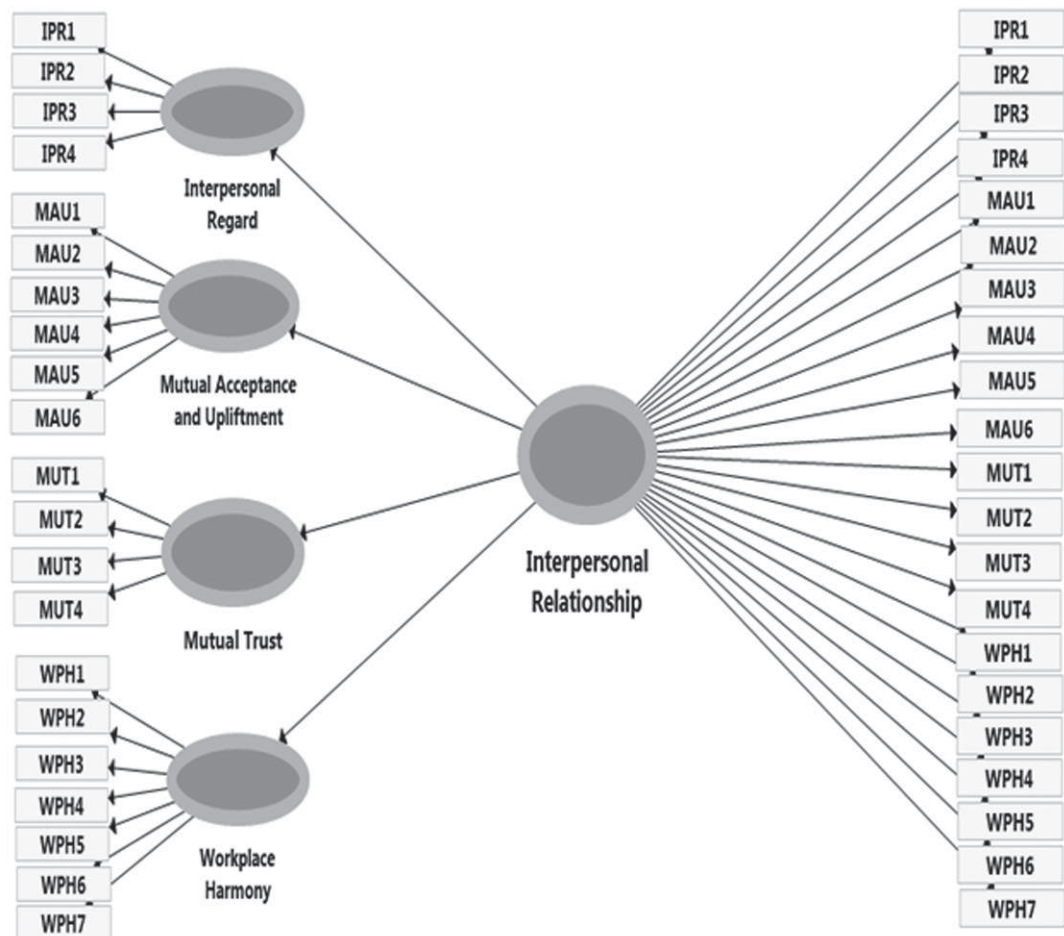 IPR1
IPR2
IPR3
IPR4
Interpersonal
Regard
MAU1
MAU2
MAU3
MAU4
MAU5
MAU6
Mutual Acceptance
and Upliftment
MUT1
MUT2
MUT3
MUT4
Mutual Trust
WPH1
WPH2
WPH3
WPH4
WPH5
WPH6
WPH7
Workplace
Harmony
Interpersonal
Relationship
IPR1
IPR2
IPR3
IPR4
MAU1
MAU2
MAU3
MAU4
MAU5
MAU6
MUT1
MUT2
MUT3
MUT4
WPH1
WPH2
WPH3
WPH4
WPH5
WPH6
WPH7